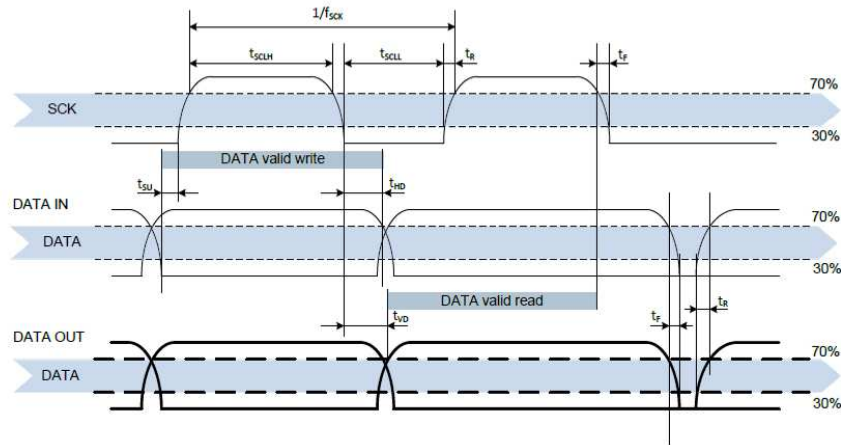 1/fSCK
tSCLH
tSCLL
tR
tF
70%
SCK
30%
DATA valid write
tSU
tHD
DATA IN
70%
DATA
30%
DATA valid read
tF
tR
tVD
DATA OUT
70%
DATA
30%